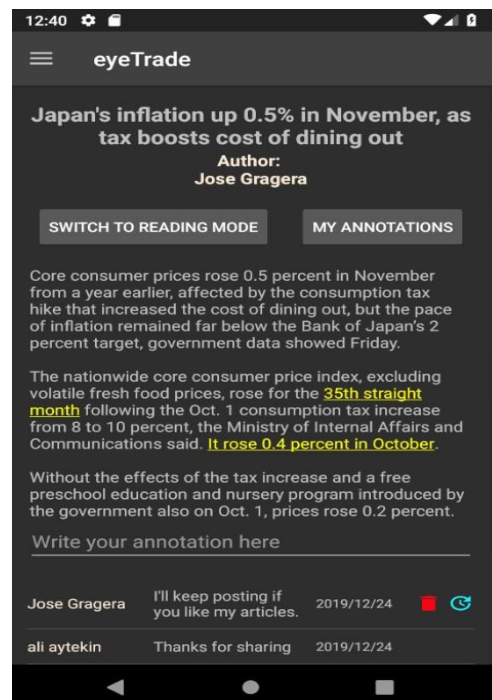 12:40
eyeTrade
Japan's inflation up 0.5% in November, as
tax boosts cost of dining out
Author:
Jose Gragera
SWITCH TO READING MODE
MY ANNOTATIONS
Core consumer prices rose 0.5 percent in November
from a year earlier, affected by the consumption tax
hike that increased the cost of dining out, but the pace
of inflation remained far below the Bank of Japan's 2
percent target, government data showed Friday.
The nationwide core consumer price index, excluding
volatile fresh food prices, rose for the 35th straight
month following the Oct. 1 consumption tax increase
from 8 to 10 percent, the Ministry of Internal Affairs and
Communications said. It rose 0.4 percent in October.
Without the effects of the tax increase and a free
preschool education and nursery program introduced by
the government also on Oct. 1, prices rose 0.2 percent.
Write your annotation here
Jose Gragera I'll keep posting if 2019/12/24
you like my articles.
ali aytekin Thanks for sharing 2019/12/24